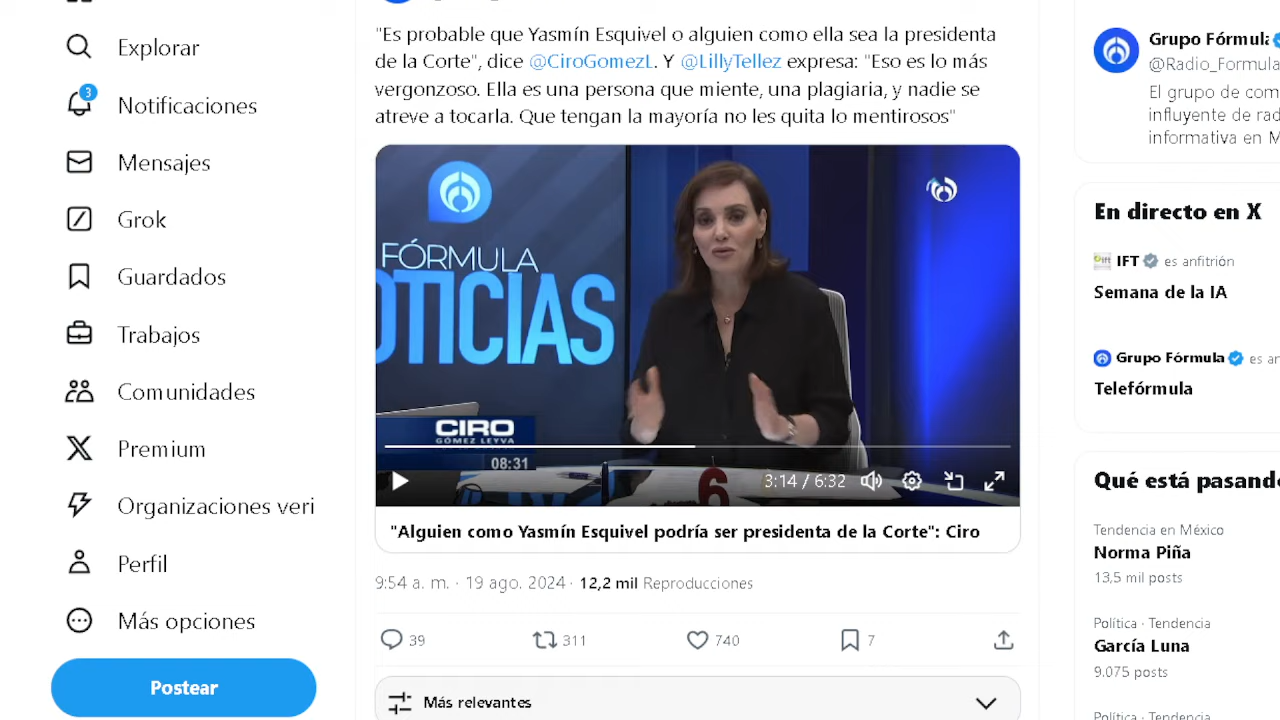 Explorar
3
Notificaciones
Mensajes
Grok
Guardados
Trabajos
Comunidades
Premium
Organizaciones veri
Perfil
Más opciones
Postear
"Es probable que Yasmín Esquivel o alguien como ella sea la presidenta
de la Corte", dice @CiroGomezL. Y @LillyTellez expresa: "Eso es lo más
vergonzoso. Ella es una persona que miente, una plagiaria, y nadie se
atreve a tocarla. Que tengan la mayoría no les quita lo mentirosos"
FÓRMULA
OTICIAS
CIRO
GÓMEZ LEYVA
08:31
6
3:14 / 6:32
"Alguien como Yasmín Esquivel podría ser presidenta de la Corte": Ciro
9:54 a. m. · 19 ago. 2024 · 12,2 mil Reproducciones
39 311 740 7
Más relevantes
Grupo Fórmula
@Radio_Formula
El grupo de com
influyente de rad
informativa en M
En directo en X
IFT es anfitrión
Semana de la IA
Grupo Fórmula es an
Telefórmula
Qué está pasand
Tendencia en México
Norma Piña
13,5 mil posts
Política · Tendencia
García Luna
9.075 posts
Política · Tendencia